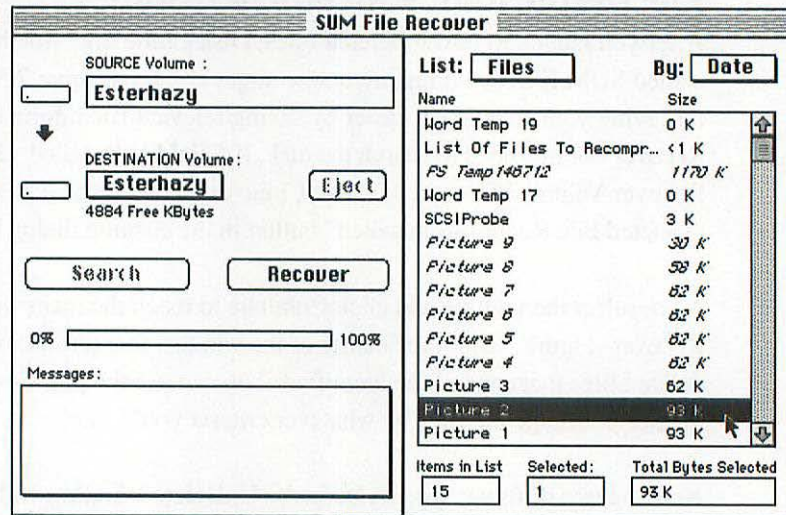 SUM File Recover
SOURCE Volume :
Esterhazy
DESTINATION Volume:
Esterhazy
Eject
4884 Free KBytes
Search
Recover
0%
100%
Messages:
List: Files By: Date
Name Size
Word Temp 19 0 K
List Of Files To Recompr... <1 K
PS Temp146712 1170 K
Word Temp 17 0 K
SCSIProbe 3 K
Picture 9 30 K
Picture 8 58 K
Picture 7 62 K
Picture 6 62 K
Picture 5 62 K
Picture 4 62 K
Picture 3 62 K
Picture 2 93 K
Picture 1 93 K
Items in List Selected: Total Bytes Selected
15 1 93 K